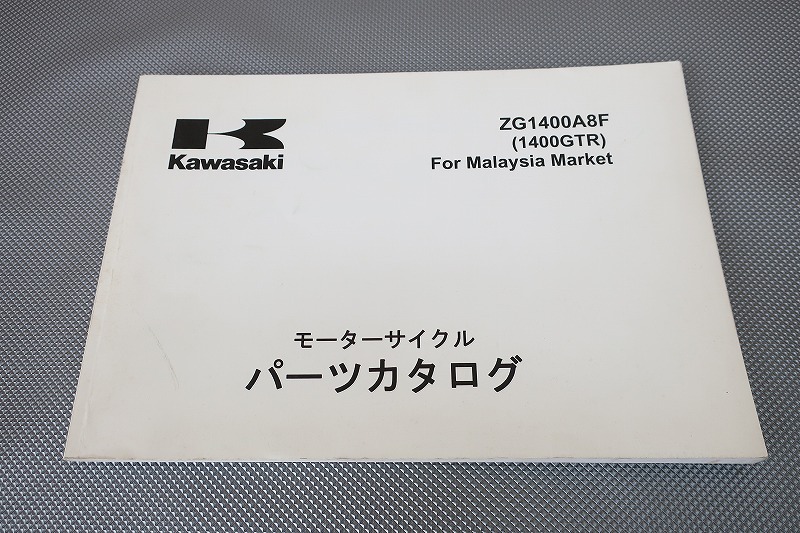 Kawasaki
ZG1400A8F
(1400GTR)
For Malaysia Market
モーターサイクル
パーツカタログ